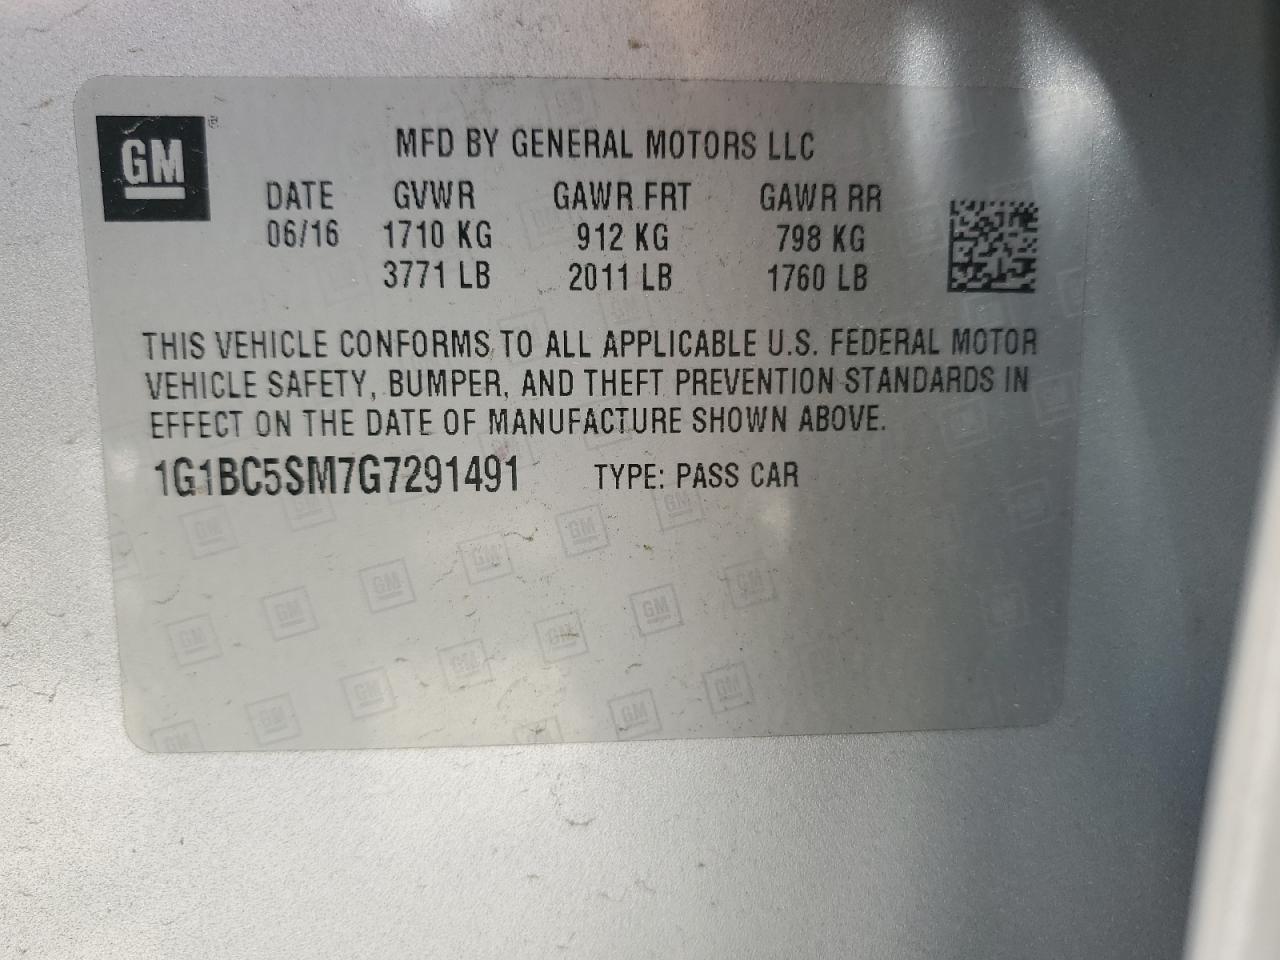 GM
MFD BY GENERAL MOTORS LLC
DATE GVWR GAWR FRT GAWR RR
06/16 1710 KG 912 KG 798 KG
3771 LB 2011 LB 1760 LB
THIS VEHICLE CONFORMS TO ALL APPLICABLE U.S. FEDERAL MOTOR
VEHICLE SAFETY, BUMPER, AND THEFT PREVENTION STANDARDS IN
EFFECT ON THE DATE OF MANUFACTURE SHOWN ABOVE.
1G1BC5SM7G7291491 TYPE: PASS CAR